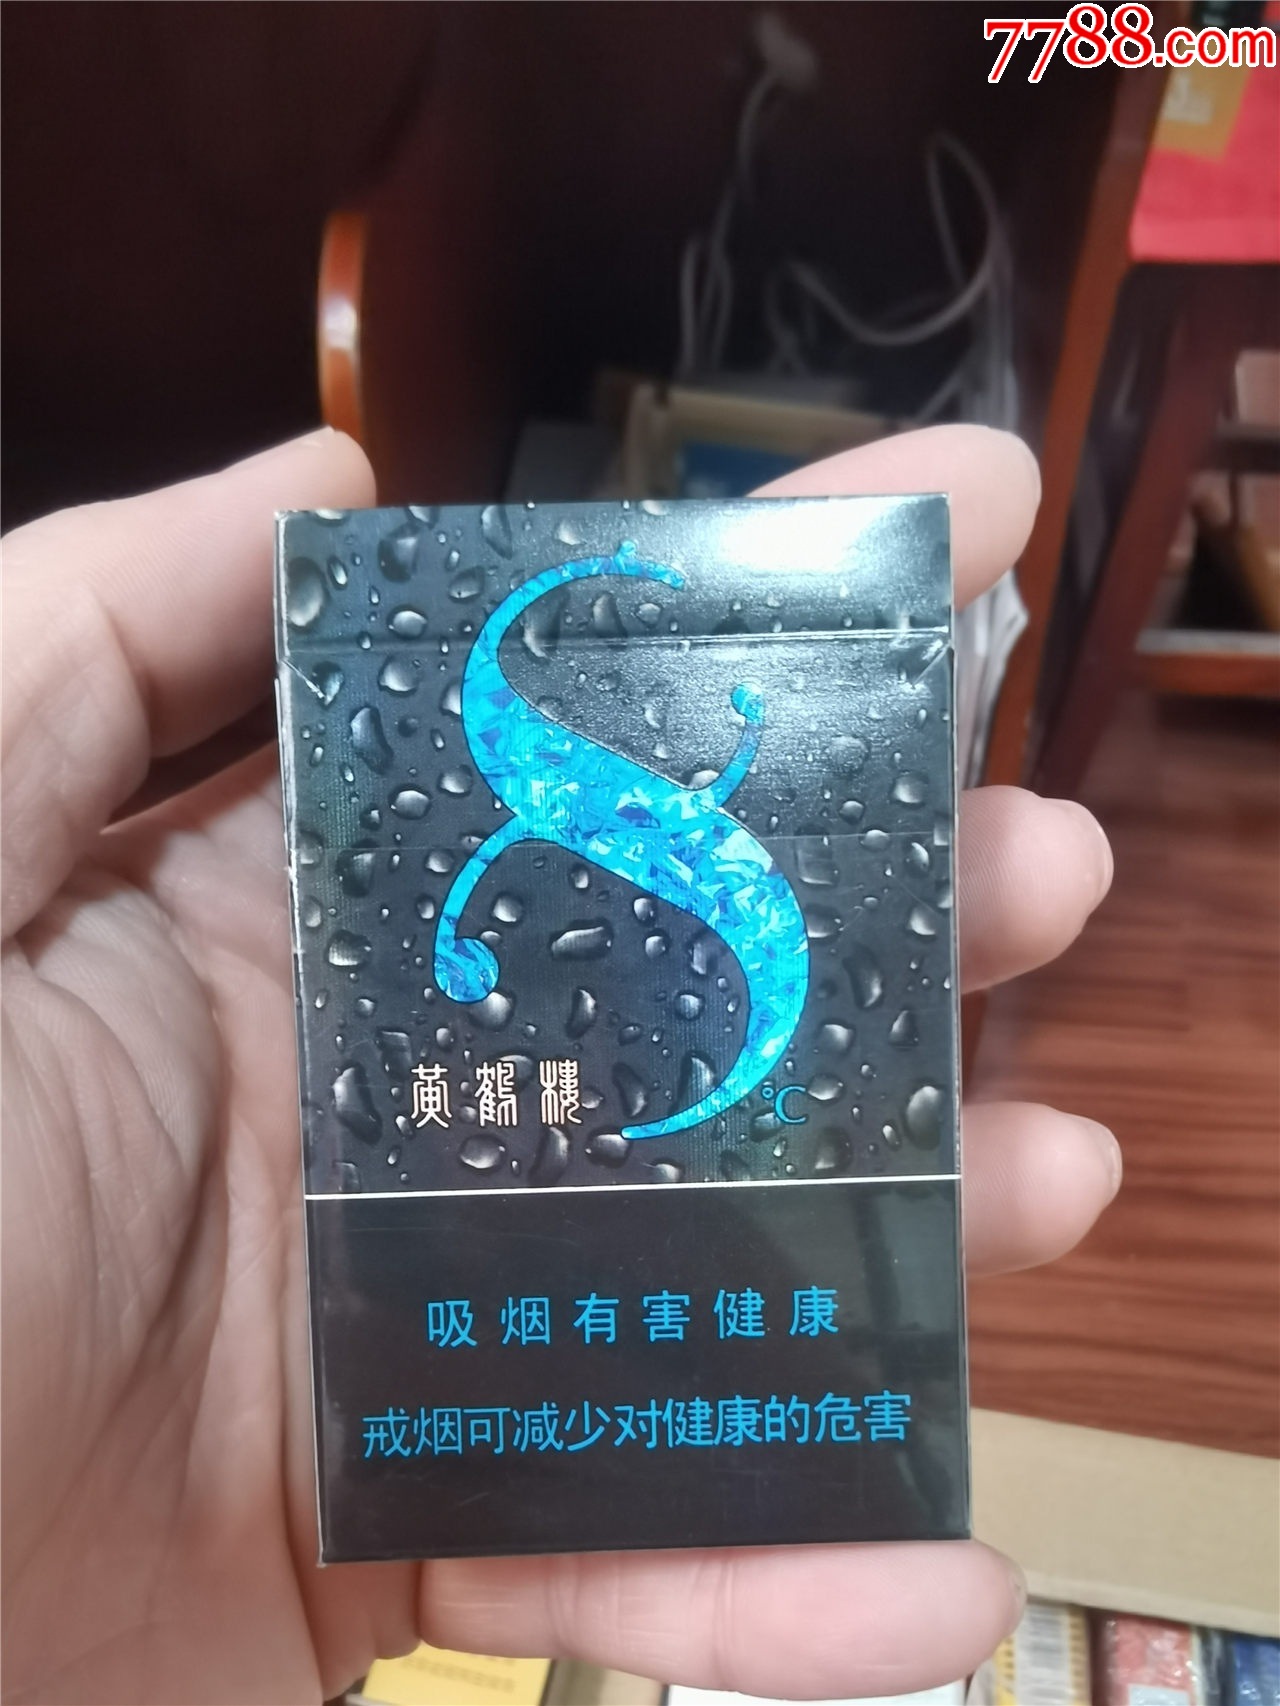 7788.com
8
黄鹤楼
℃
吸烟有害健康
戒烟可减少对健康的危害